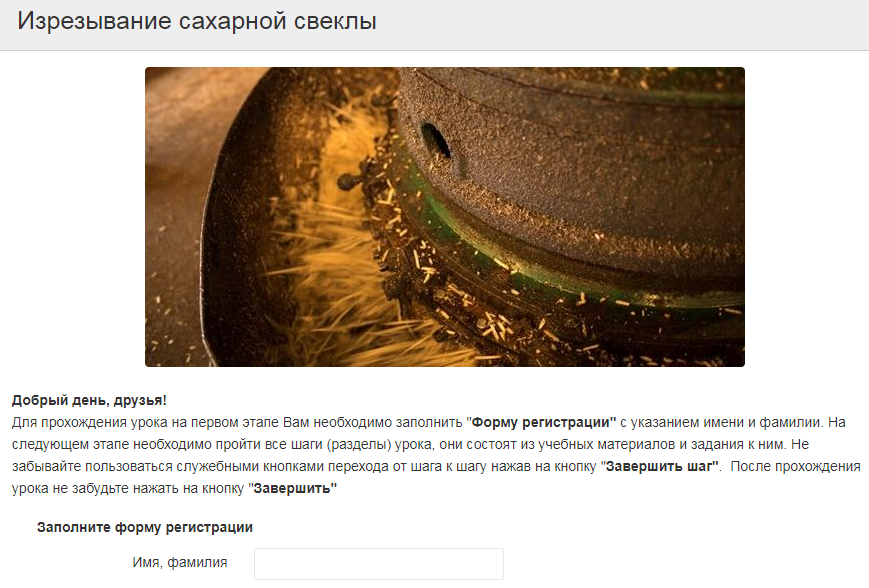 Изрезывание сахарной свеклы
Добрый день, друзья!
Для прохождения урока на первом этапе Вам необходимо заполнить "Форму регистрации" с указанием имени и фамилии. На
следующем этапе необходимо пройти все шаги (разделы) урока, они состоят из учебных материалов и задания к ним. Не
забывайте пользоваться служебными кнопками перехода от шага к шагу нажав на кнопку "Завершить шаг".  После прохождения
урока не забудьте нажать на кнопку "Завершить"
Заполните форму регистрации
Имя, фамилия